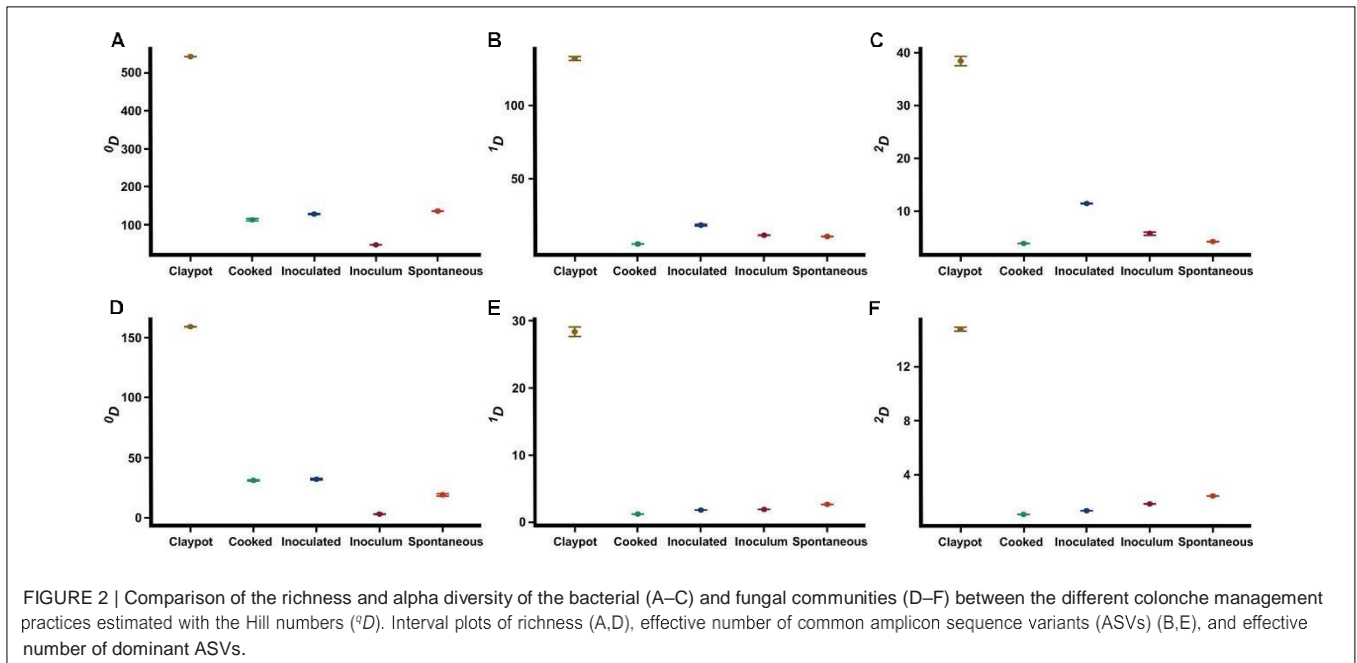 A
500
400
300
200
100
⁰D
Claypot Cooked Inoculated Inoculum Spontaneous
B
100
50
¹D
Claypot Cooked Inoculated Inoculum Spontaneous
C
40
30
20
10
²D
Claypot Cooked Inoculated Inoculum Spontaneous
D
150
100
50
0
⁰D
Claypot Cooked Inoculated Inoculum Spontaneous
E
30
20
10
0
¹D
Claypot Cooked Inoculated Inoculum Spontaneous
F
12
8
4
²D
Claypot Cooked Inoculated Inoculum Spontaneous
FIGURE 2 | Comparison of the richness and alpha diversity of the bacterial (A–C) and fungal communities (D–F) between the different colonche management
practices estimated with the Hill numbers (qD). Interval plots of richness (A,D), effective number of common amplicon sequence variants (ASVs) (B,E), and effective
number of dominant ASVs.